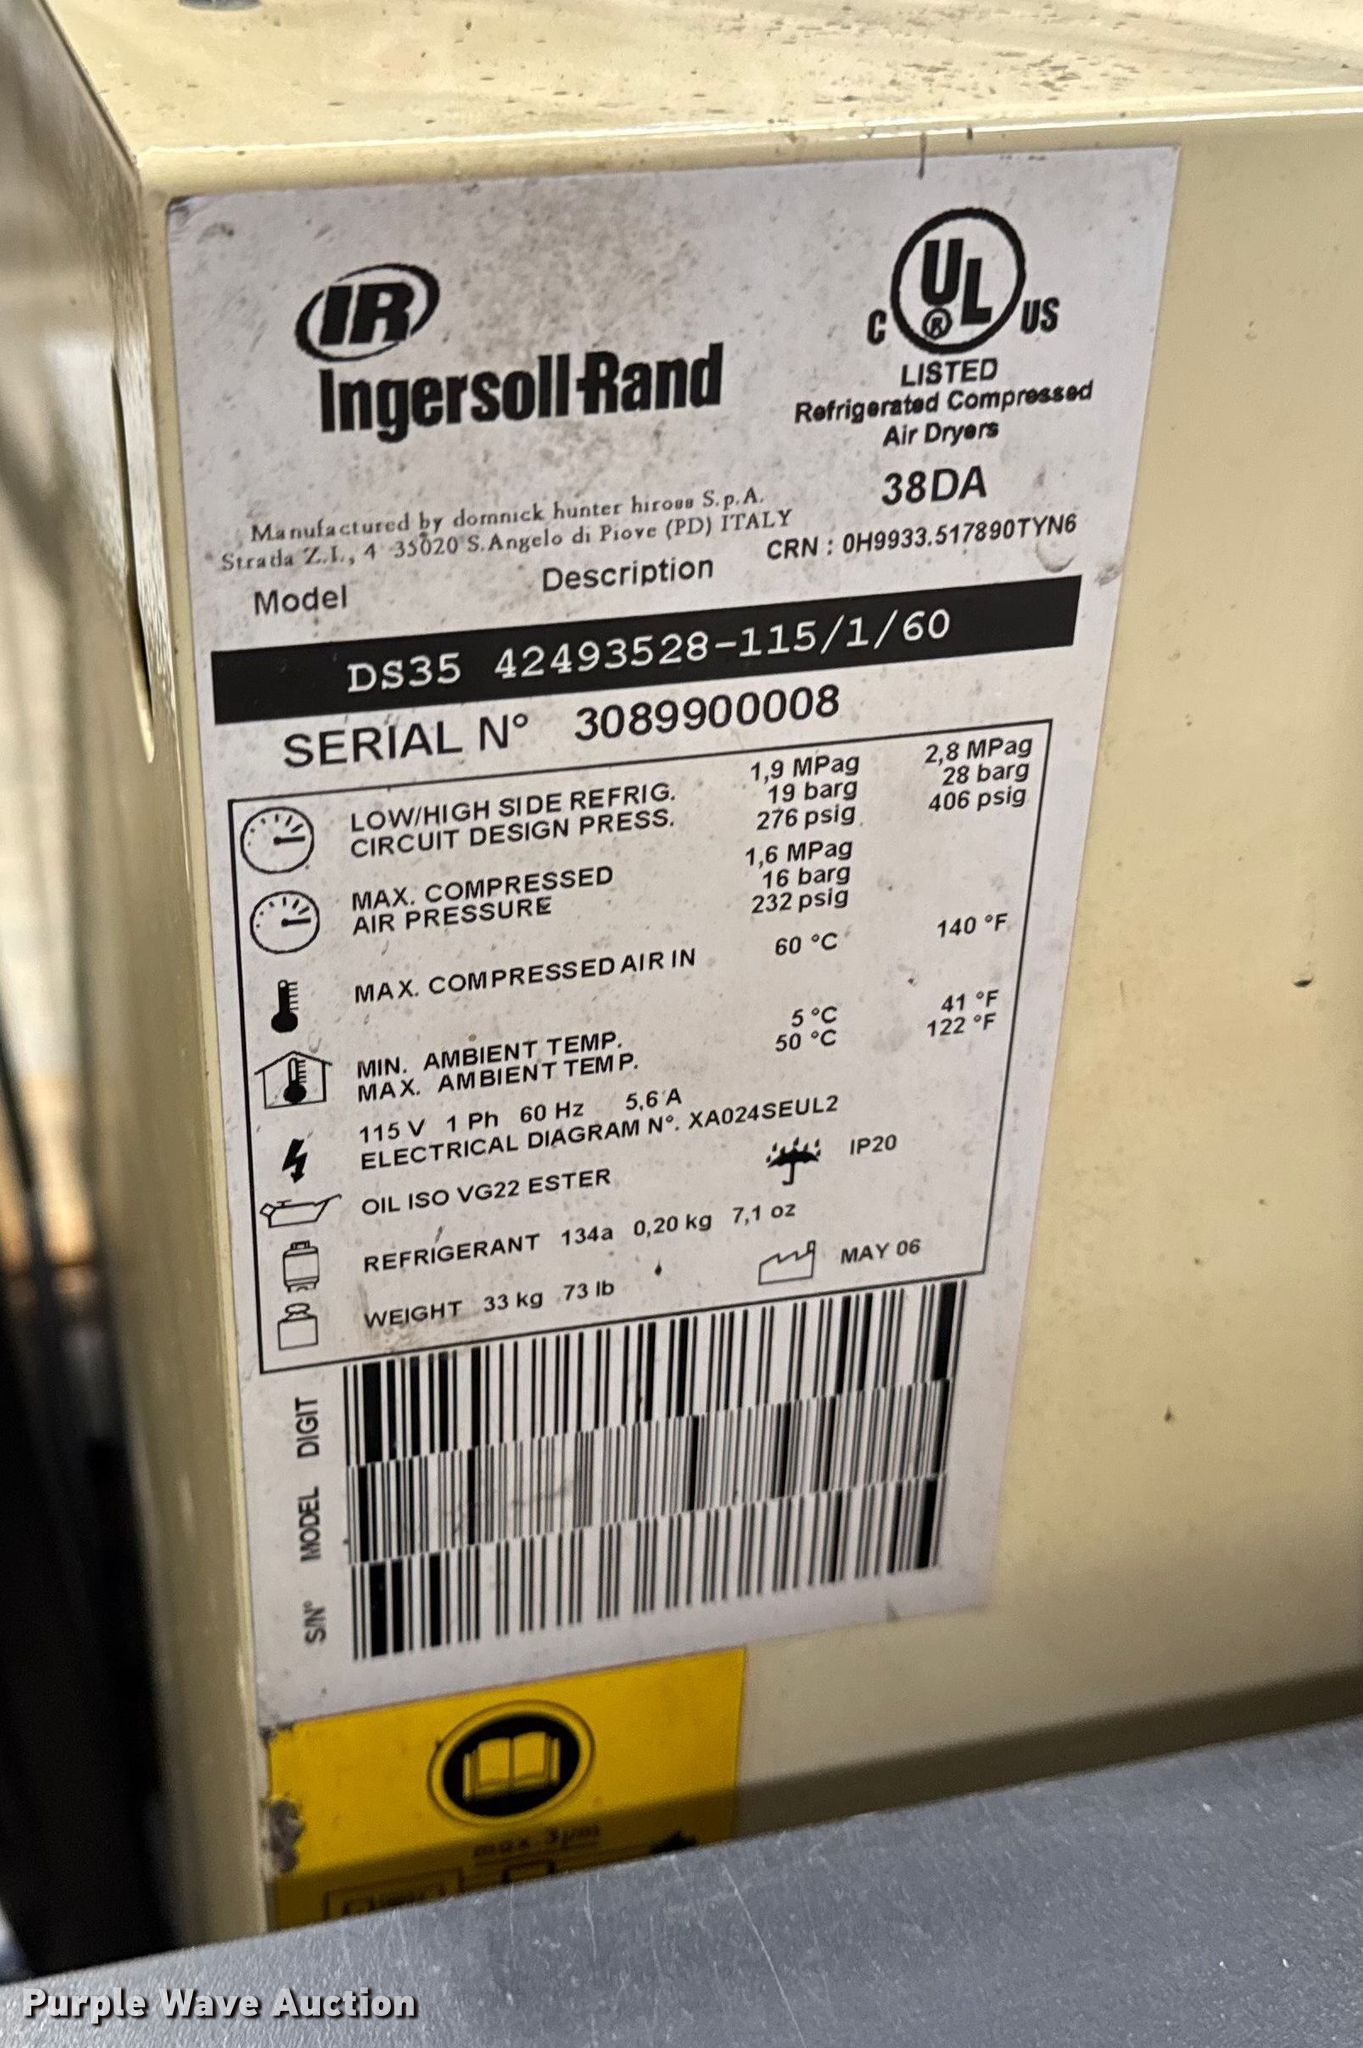 IR
Ingersoll-Rand
C UL ® US
LISTED
Refrigerated Compressed
Air Dryers
38DA
Manufactured by domnick hunter hiross S.p.A.
Strada Z.I., 4 35020 S.Angelo di Piove (PD) ITALY
CRN : 0H9933.517890TYN6
Model Description
DS35 42493528-115/1/60
SERIAL N° 3089900008
LOW/HIGH SIDE REFRIG. 1,9 MPag 2,8 MPag
CIRCUIT DESIGN PRESS. 19 barg 28 barg
276 psig 406 psig
MAX. COMPRESSED 1,6 MPag
AIR PRESSURE 16 barg
232 psig
MAX. COMPRESSED AIR IN 60 °C 140 °F
MIN. AMBIENT TEMP. 5 °C 41 °F
MAX. AMBIENT TEMP. 50 °C 122 °F
115 V 1 Ph 60 Hz 5,6 A
ELECTRICAL DIAGRAM N°. XA024SEUL2
OIL ISO VG22 ESTER IP20
REFRIGERANT 134a 0,20 kg 7,1 oz
WEIGHT 33 kg 73 lb MAY 06
DIGIT
MODEL
S/N°
max. 3µm
Purple Wave Auction